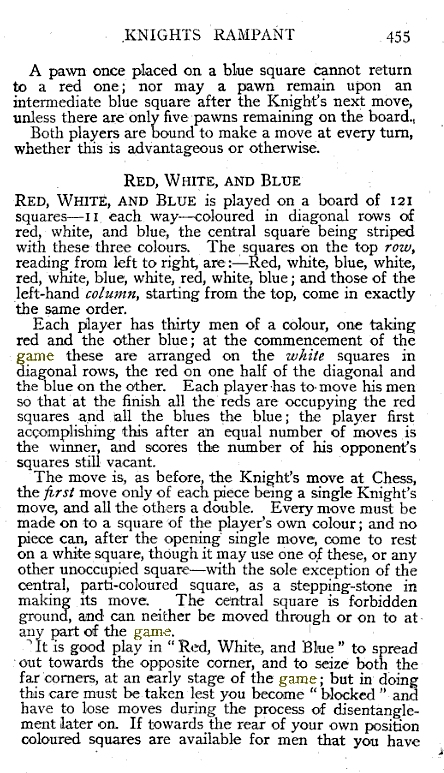 KNIGHTS RAMPANT 455
A pawn once placed on a blue square cannot return
to a red one; nor may a pawn remain upon an
intermediate blue square after the Knight's next move,
unless there are only five pawns remaining on the board.,
Both players are bound to make a move at every turn,
whether this is advantageous or otherwise.
RED, WHITE, AND BLUE
RED, WHITE, AND BLUE is played on a board of 121
squares—11 each way—coloured in diagonal rows of
red, white, and blue, the central square being striped
with these three colours. The squares on the top row,
reading from left to right, are:—Red, white, blue, white,
red, white, blue, white, red, white, blue; and those of the
left-hand column, starting from the top, come in exactly
the same order.
Each player has thirty men of a colour, one taking
red and the other blue; at the commencement of the
game these are arranged on the white squares in
diagonal rows, the red on one half of the diagonal and
the blue on the other. Each player has to move his men
so that at the finish all the reds are occupying the red
squares and all the blues the blue; the player first
accomplishing this after an equal number of moves is
the winner, and scores the number of his opponent's
squares still vacant.
The move is, as before, the Knight's move at Chess,
the first move only of each piece being a single Knight's
move, and all the others a double. Every move must be
made on to a square of the player's own colour; and no
piece can, after the opening single move, come to rest
on a white square, though it may use one of these, or any
other unoccupied square—with the sole exception of the
central, parti-coloured square, as a stepping-stone in
making its move. The central square is forbidden
ground, and can neither be moved through or on to at
any part of the game.
It is good play in "Red, White, and Blue" to spread
out towards the opposite corner, and to seize both the
far corners, at an early stage of the game; but in doing
this care must be taken lest you become "blocked" and
have to lose moves during the process of disentangle-
ment later on. If towards the rear of your own position
coloured squares are available for men that you have